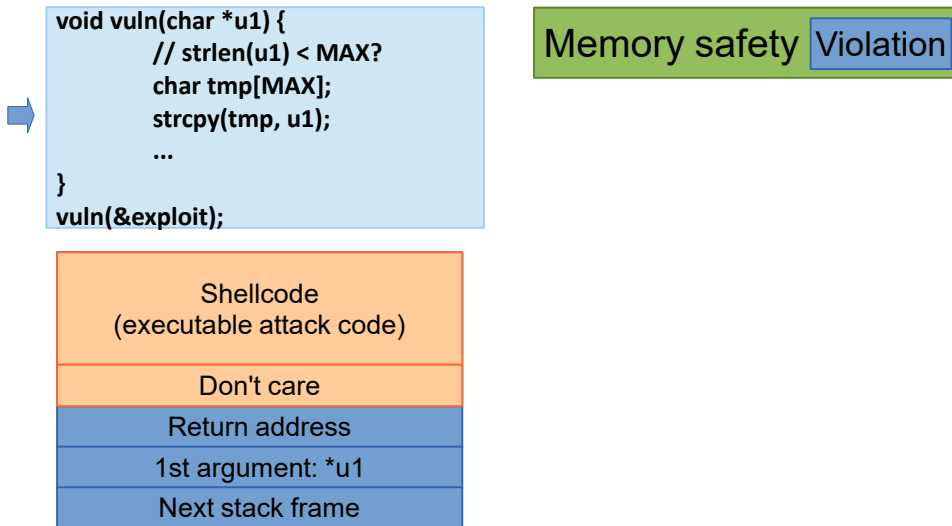 void vuln(char *u1) {
// strlen(u1) < MAX?
char tmp[MAX];
strcpy(tmp, u1);
...
}
vuln(&exploit);
Memory safety Violation
Shellcode
(executable attack code)
Don't care
Return address
1st argument: *u1
Next stack frame